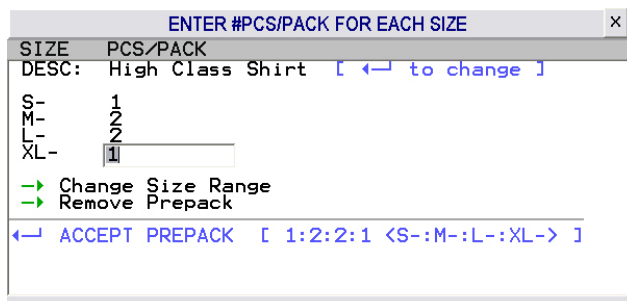 ENTER #PCS/PACK FOR EACH SIZE X
SIZE PCS/PACK
DESC: High Class Shirt [ ↵ to change ]
S- 1
M- 2
L- 2
XL- 1
→ Change Size Range
→ Remove Prepack
↵ ACCEPT PREPACK [ 1:2:2:1 <S-:M-:L-:XL-> ]